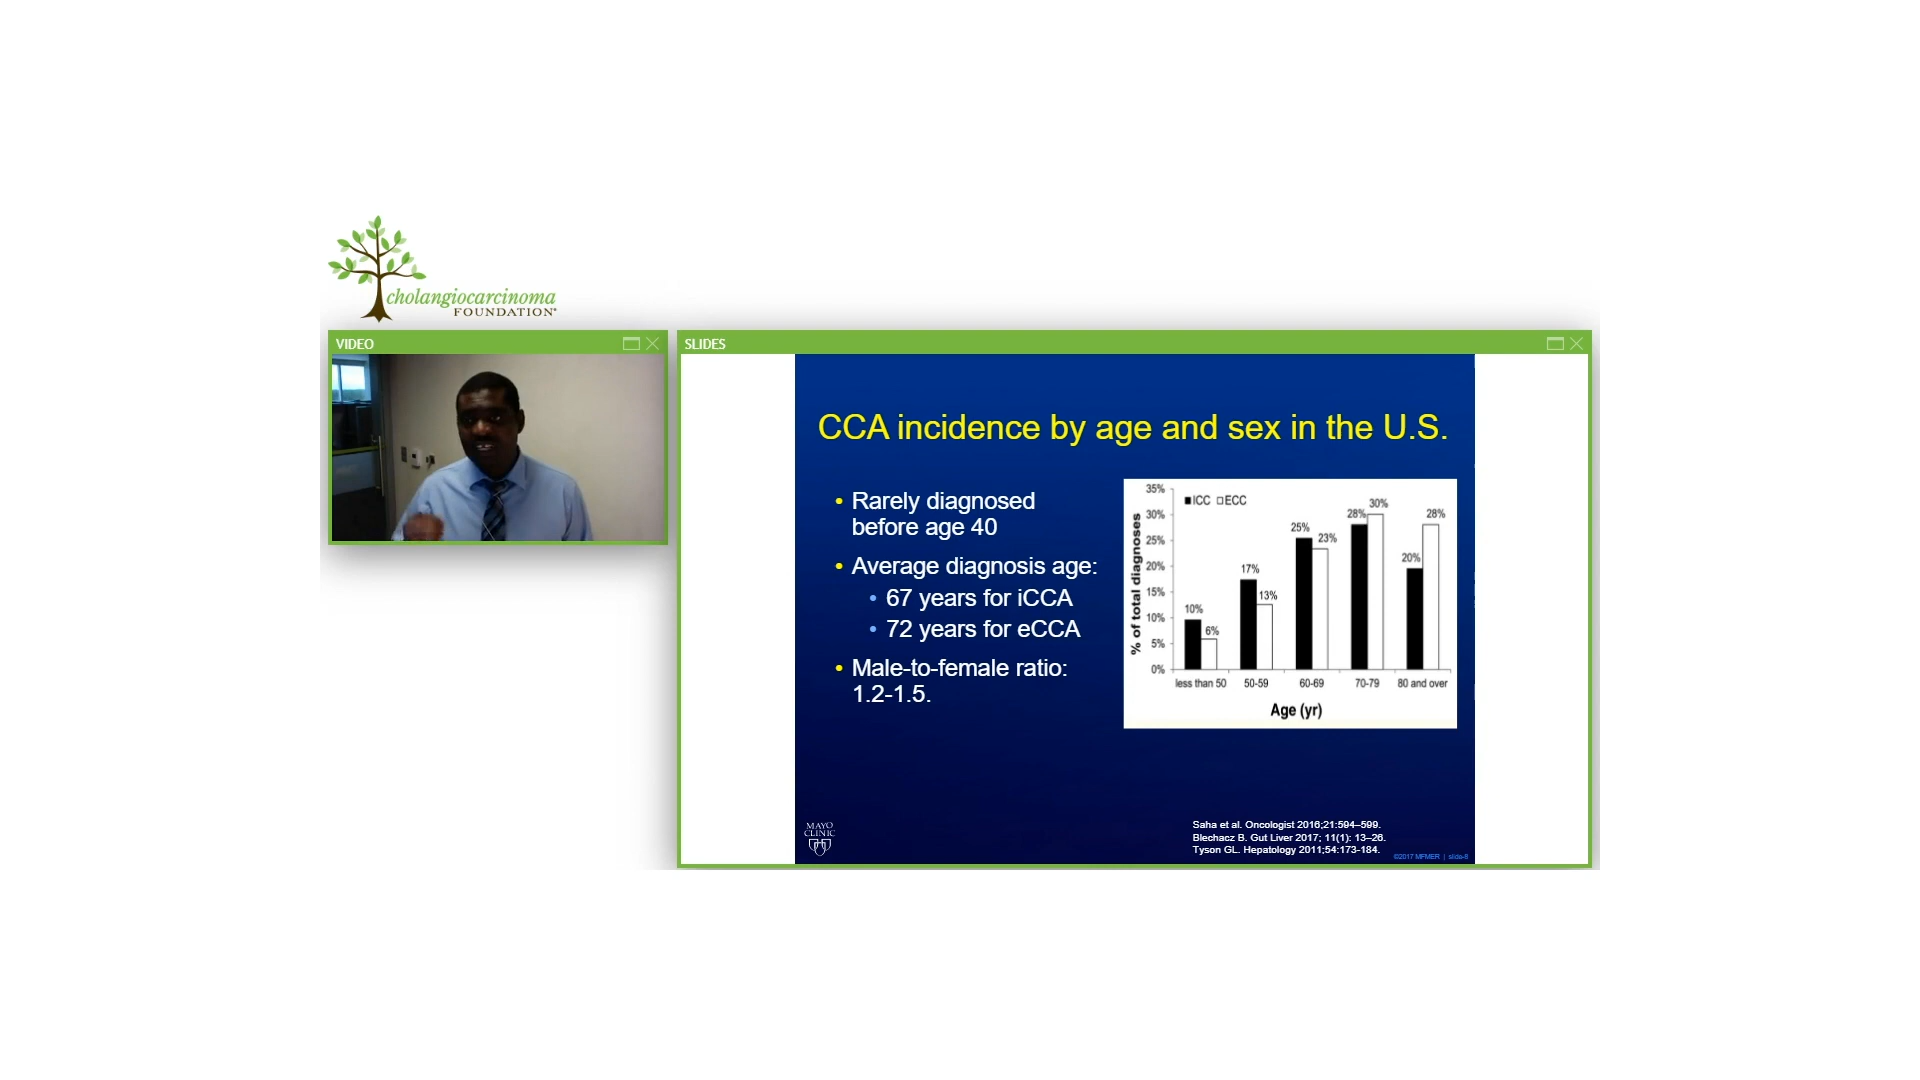 cholangiocarcinoma
FOUNDATION®
VIDEO
SLIDES
CCA incidence by age and sex in the U.S.
• Rarely diagnosed
before age 40
• Average diagnosis age:
• 67 years for iCCA
• 72 years for eCCA
• Male-to-female ratio:
1.2-1.5.
% of total diagnoses
35%
30%
25%
20%
15%
10%
5%
0%
ICC ECC
10%
6%
17%
13%
25%
23%
28%
30%
20%
28%
less than 50 50-59 60-69 70-79 80 and over
Age (yr)
MAYO
CLINIC
Saha et al. Oncologist 2016;21:594–599.
Blechacz B. Gut Liver 2017; 11(1): 13–26.
Tyson GL. Hepatology 2011;54:173-184.
©2017 MFMER | slide-8